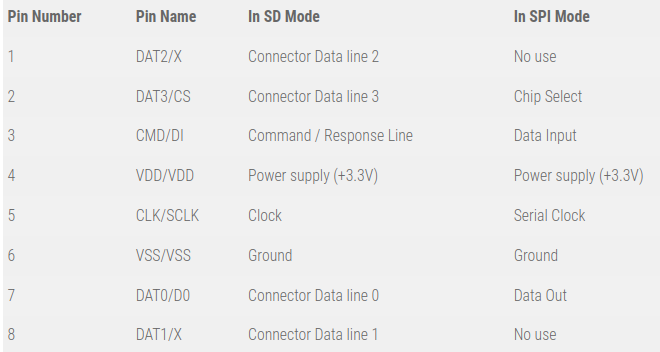 Pin Number Pin Name In SD Mode In SPI Mode
1 DAT2/X Connector Data line 2 No use
2 DAT3/CS Connector Data line 3 Chip Select
3 CMD/DI Command / Response Line Data Input
4 VDD/VDD Power supply (+3.3V) Power supply (+3.3V)
5 CLK/SCLK Clock Serial Clock
6 VSS/VSS Ground Ground
7 DAT0/D0 Connector Data line 0 Data Out
8 DAT1/X Connector Data line 1 No use